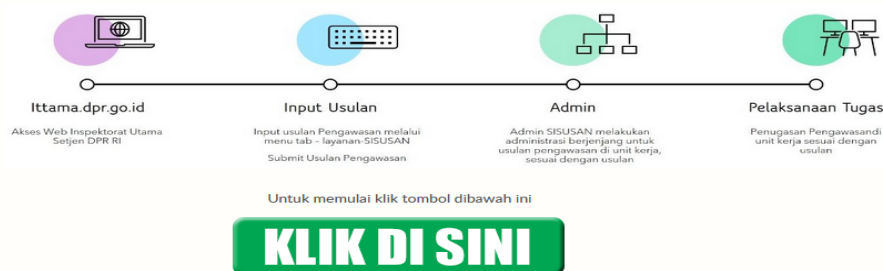 Ittama.dpr.go.id
Akses Web Inspektorat Utama
Setjen DPR RI
Input Usulan
Input usulan Pengawasan melalui
menu tab - layanan-SISUSAN
Submit Usulan Pengawasan
Admin
Admin SISUSAN melakukan
administrasi berjenjang untuk
usulan pengawasan di unit kerja,
sesuai dengan usulan
Pelaksanaan Tugas
Penugasan Pengawasandi
unit kerja sesuai dengan
usulan
Untuk memulai klik tombol dibawah ini
KLIK DI SINI